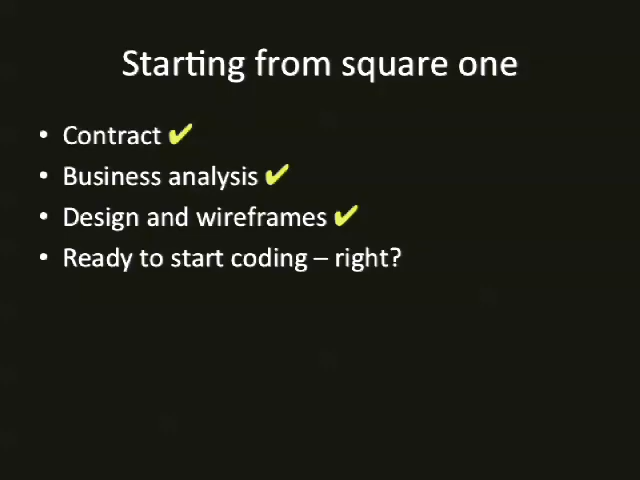 Starting from square one
• Contract ✔
• Business analysis ✔
• Design and wireframes ✔
• Ready to start coding – right?